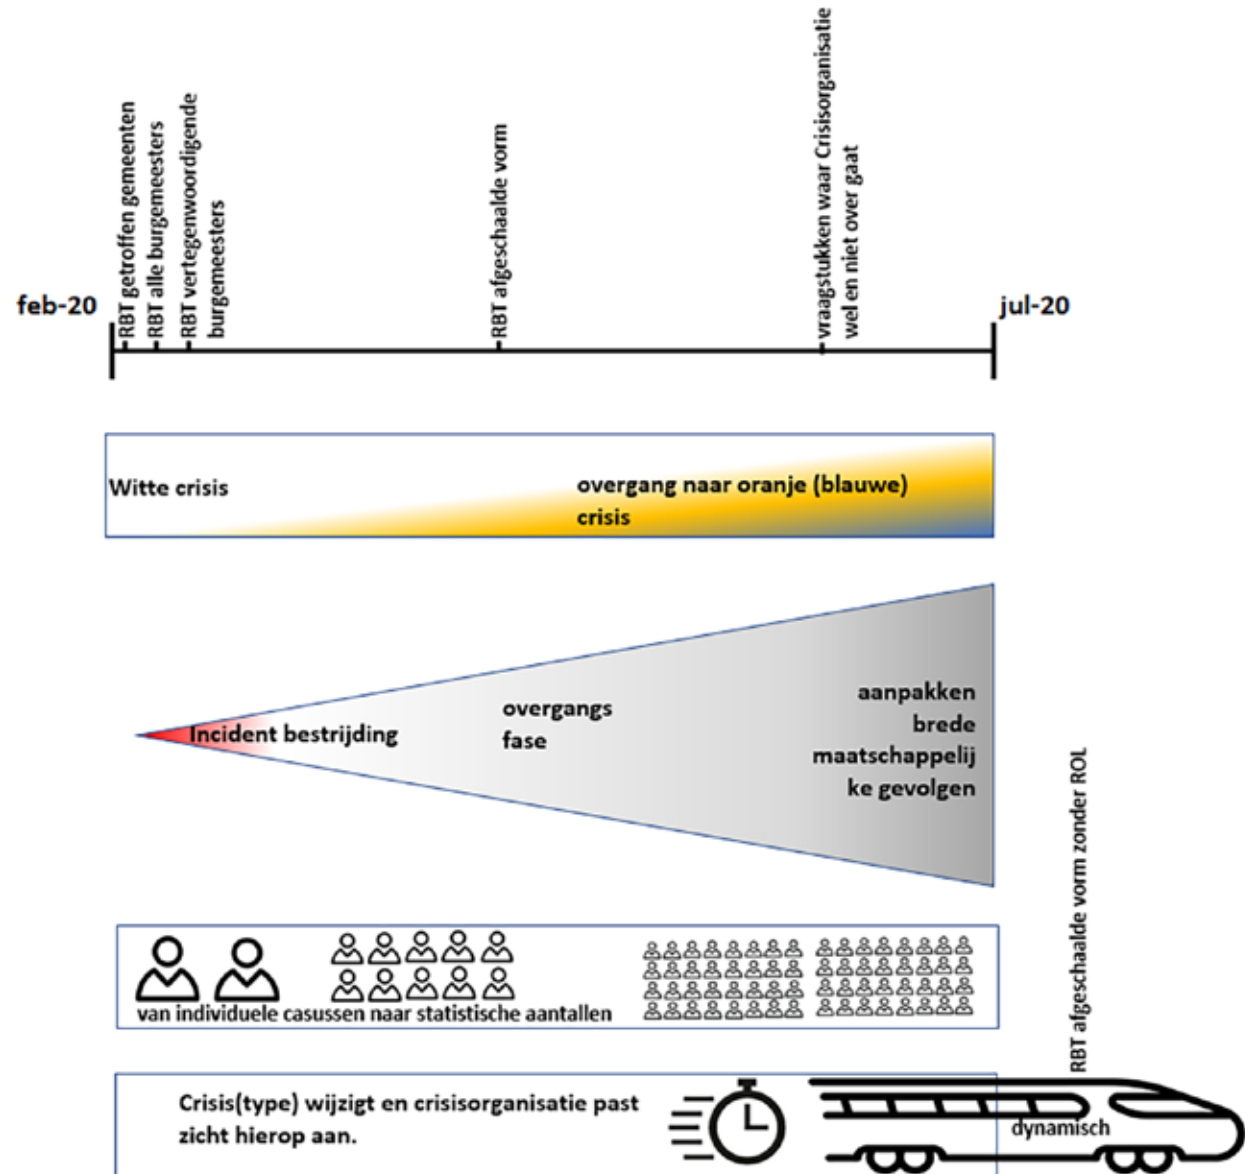 feb-20
RBT getroffen gemeenten
RBT alle burgemeesters
RBT vertegenwoordigende
burgemeesters
RBT afgeschaalde vorm
vraagstukken waar Crisisorganisatie
wel en niet over gaat
jul-20
Witte crisis
overgang naar oranje (blauwe)
crisis
Incident bestrijding
overgangs
fase
aanpakken
brede
maatschappelij
ke gevolgen
van individuele casussen naar statistische aantallen
RBT afgeschaalde vorm zonder ROL
Crisis(type) wijzigt en crisisorganisatie past
zicht hierop aan.
dynamisch